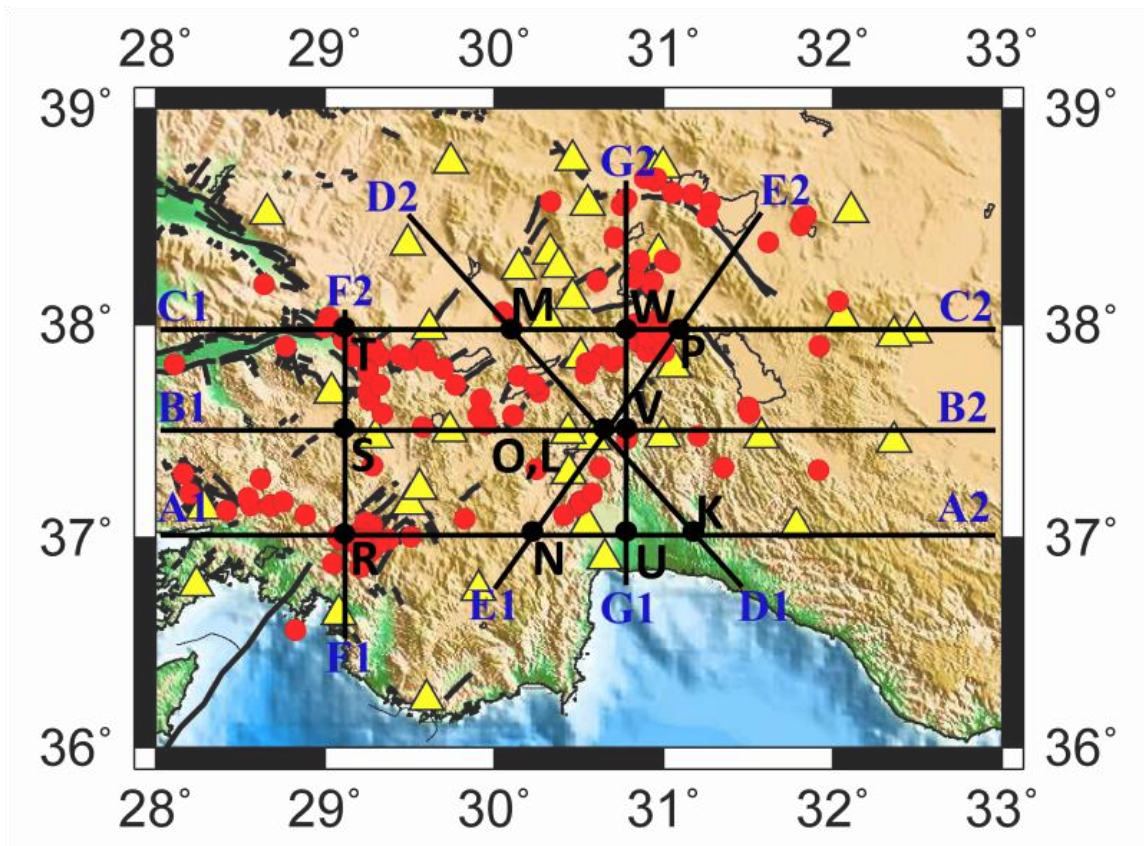 28° 29° 30° 31° 32° 33°
39° 39°
G2
D2 E2
F2
C1 M W C2
38° 38°
T P
B1 V B2
S O,L
A1 K A2
37° 37°
R N U
E1 G1 D1
F1
36° 36°
28° 29° 30° 31° 32° 33°